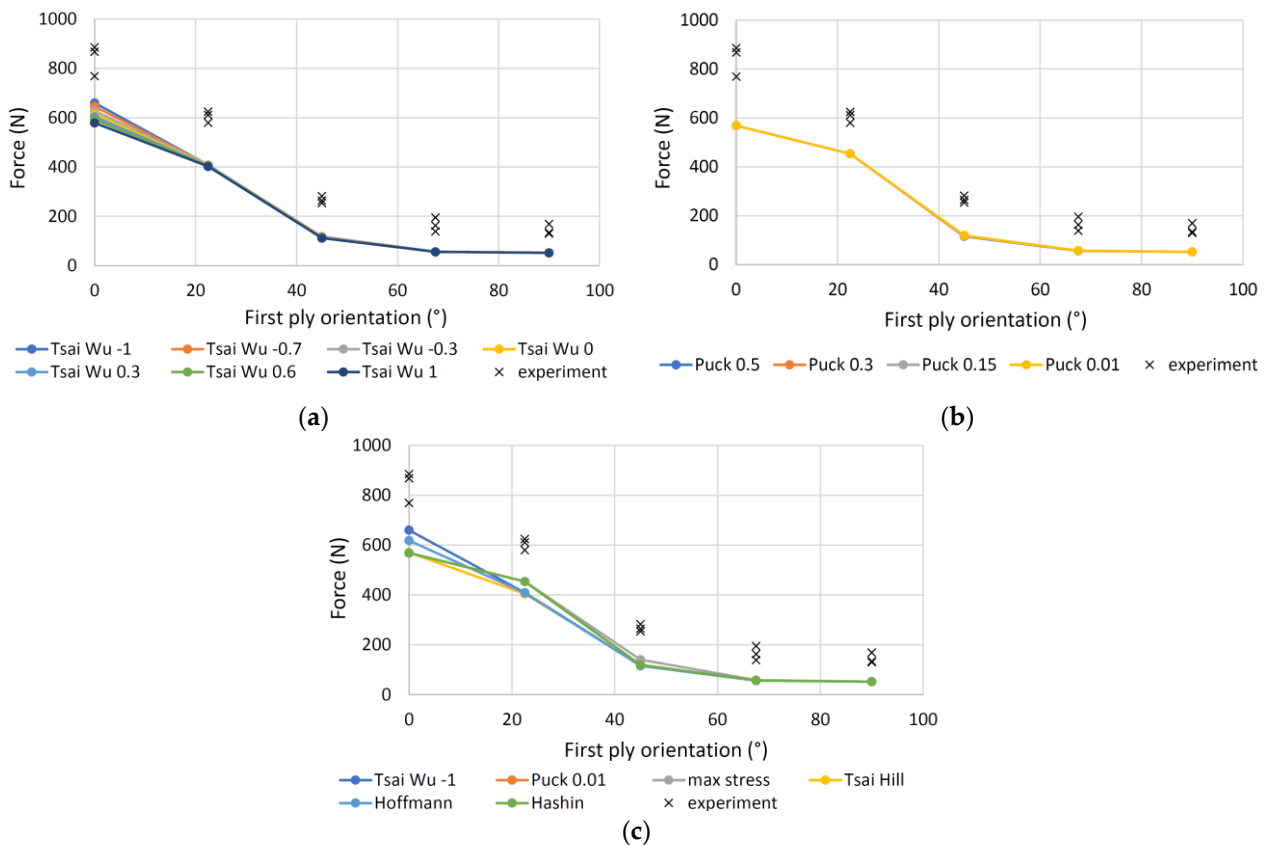 1000
800
600
400
200
0
Force (N)
0 20 40 60 80 100
First ply orientation (°)
Tsai Wu -1 Tsai Wu -0.7 Tsai Wu -0.3 Tsai Wu 0
Tsai Wu 0.3 Tsai Wu 0.6 Tsai Wu 1 × experiment
(a)
1000
800
600
400
200
0
Force (N)
0 20 40 60 80 100
First ply orientation (°)
Puck 0.5 Puck 0.3 Puck 0.15 Puck 0.01 × experiment
(b)
1000
800
600
400
200
0
Force (N)
0 20 40 60 80 100
First ply orientation (°)
Tsai Wu -1 Puck 0.01 max stress Tsai Hill
Hoffmann Hashin × experiment
(c)